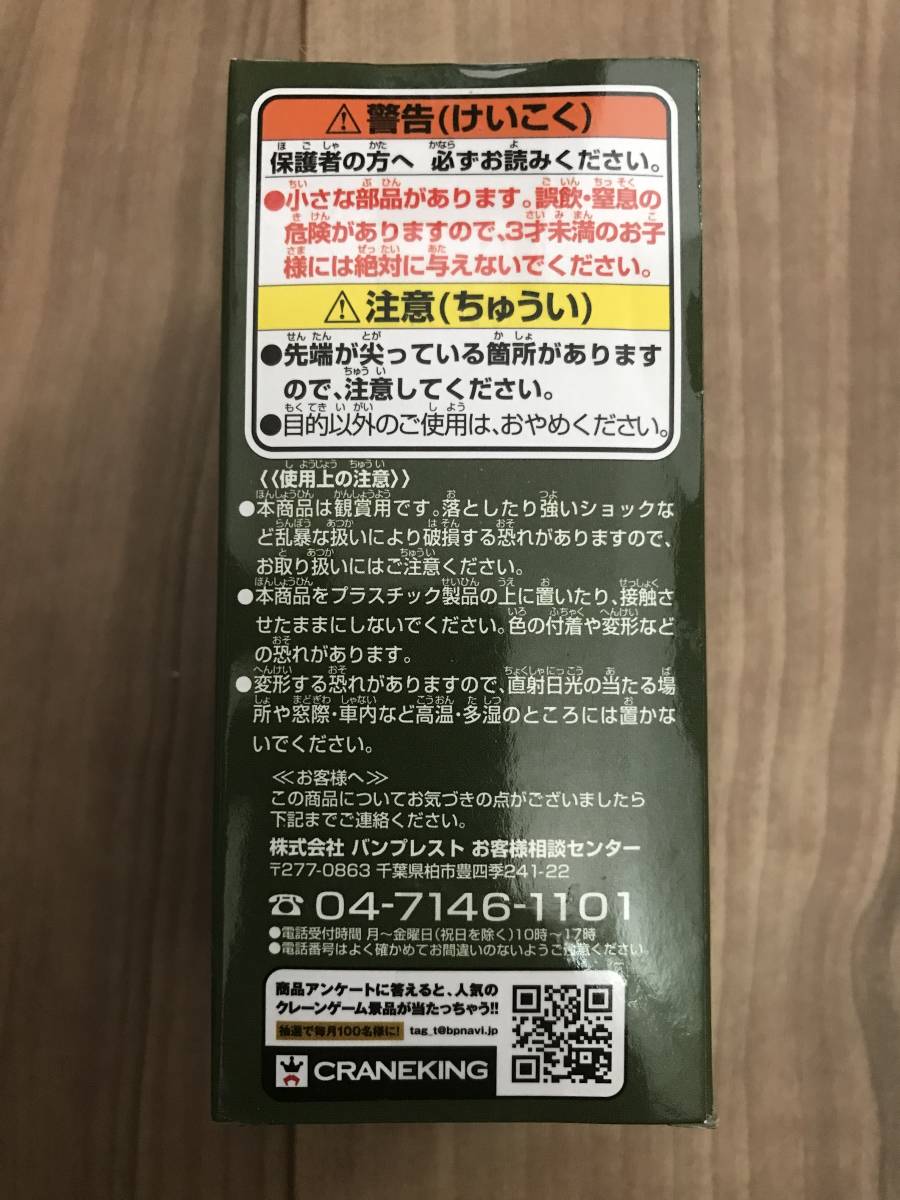 ⚠警告(けいこく)
保護者の方へ 必ずお読みください。
●小さな部品があります。誤飲・窒息の
危険がありますので、3才未満のお子
様には絶対に与えないでください。
⚠注意(ちゅうい)
●先端が尖っている箇所があります
ので、注意してください。
●目的以外のご使用は、おやめください。
《使用上の注意》
●本商品は観賞用です。落としたり強いショックな
ど乱暴な扱いにより破損する恐れがありますので、
お取り扱いにはご注意ください。
●本商品をプラスチック製品の上に置いたり、接触さ
せたままにしないでください。色の付着や変形など
の恐れがあります。
●変形する恐れがありますので、直射日光の当たる場
所や窓際・車内など高温・多湿のところには置かな
いでください。
≪お客様へ≫
この商品についてお気づきの点がございましたら
下記までご連絡ください。
株式会社 バンプレスト お客様相談センター
〒277-0863 千葉県柏市豊四季241-22
☎ 04-7146-1101
●電話受付時間 月～金曜日(祝日を除く)10時～17時
●電話番号はよく確かめてお間違いのないようご注意ください。
商品アンケートに答えると、人気の
クレーンゲーム景品が当たっちゃう!!
抽選で毎月100名様に! tag_t@bpnavi.jp
CRANEKING